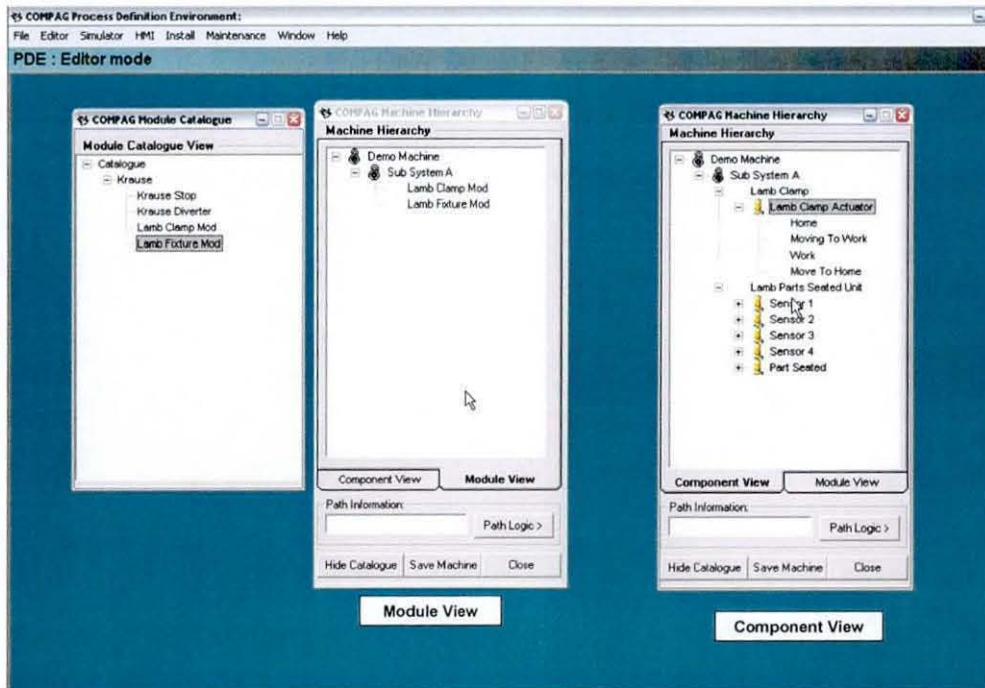 COMPAG Process Definition Environment:
File Editor Simulator HMI Install Maintenance Window Help
PDE : Editor mode
COMPAG Module Catalogue
Module Catalogue View
Catalogue
Krause
Krause Stop
Krause Diverter
Lamb Clamp Mod
Lamb Fixture Mod
COMPAG Machine Hierarchy
Machine Hierarchy
Demo Machine
Sub System A
Lamb Clamp Mod
Lamb Fixture Mod
Component View Module View
Path Information:
Path Logic >
Hide Catalogue Save Machine Close
Module View
COMPAG Machine Hierarchy
Machine Hierarchy
Demo Machine
Sub System A
Lamb Clamp
Lamb Clamp Actuator
Home
Moving To Work
Work
Move To Home
Lamb Parts Seated Unit
Sensor 1
Sensor 2
Sensor 3
Sensor 4
Part Seated
Component View Module View
Path Information:
Path Logic >
Hide Catalogue Save Machine Close
Component View